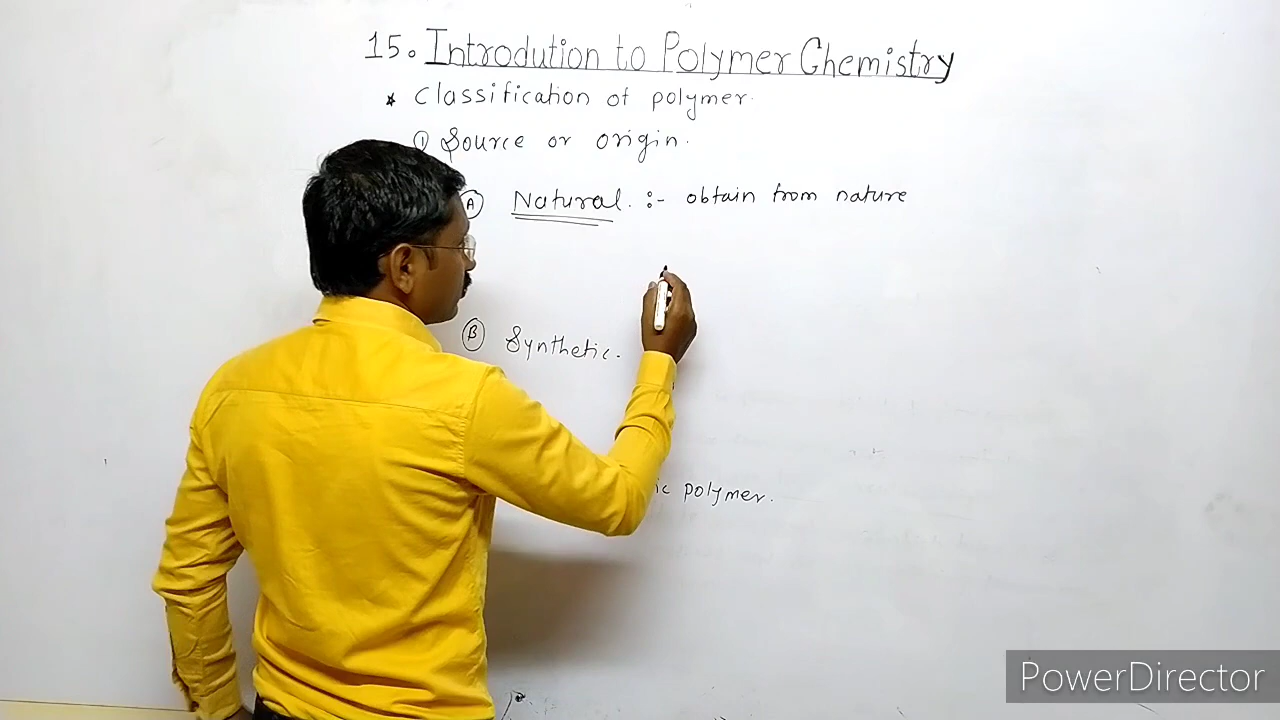 15. Introdution to Polymer Chemistry
* Classification of polymer.
① Source or origin.
Ⓐ Natural. :- obtain from nature
Ⓑ Synthetic.
ic polymer.
PowerDirector